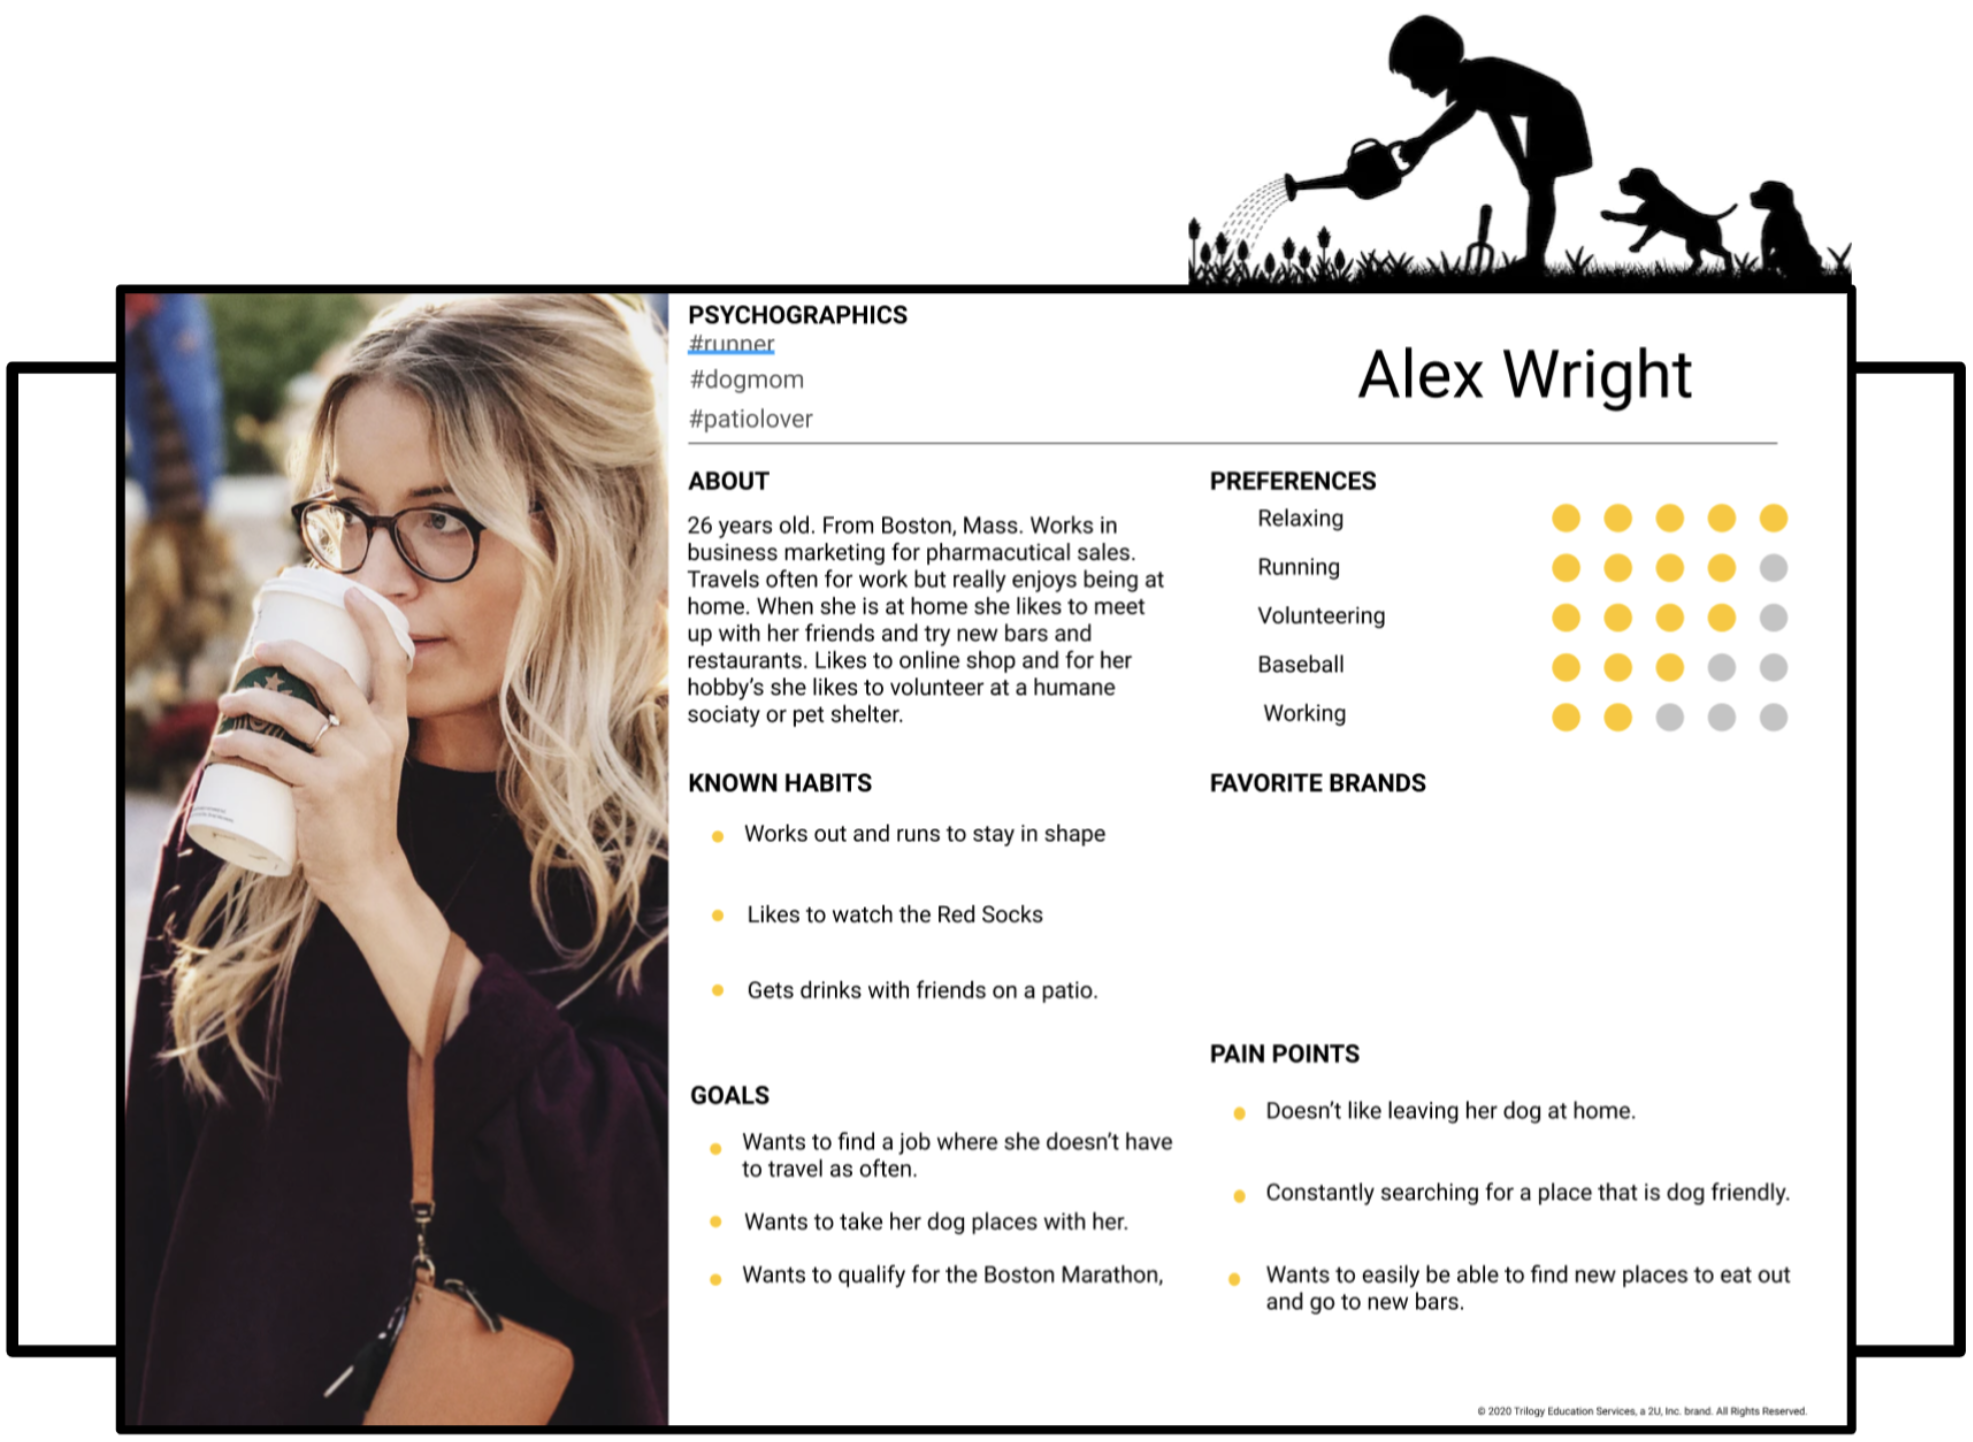 PSYCHOGRAPHICS
#runner
#dogmom
#patiolover
Alex Wright
ABOUT
26 years old. From Boston, Mass. Works in
business marketing for pharmacutical sales.
Travels often for work but really enjoys being at
home. When she is at home she likes to meet
up with her friends and try new bars and
restaurants. Likes to online shop and for her
hobby’s she likes to volunteer at a humane
sociaty or pet shelter.
PREFERENCES
Relaxing
Running
Volunteering
Baseball
Working
KNOWN HABITS
Works out and runs to stay in shape
Likes to watch the Red Socks
Gets drinks with friends on a patio.
FAVORITE BRANDS
GOALS
Wants to find a job where she doesn’t have
to travel as often.
Wants to take her dog places with her.
Wants to qualify for the Boston Marathon,
PAIN POINTS
Doesn’t like leaving her dog at home.
Constantly searching for a place that is dog friendly.
Wants to easily be able to find new places to eat out
and go to new bars.
© 2020 Trilogy Education Services, a 2U, Inc. brand. All Rights Reserved.